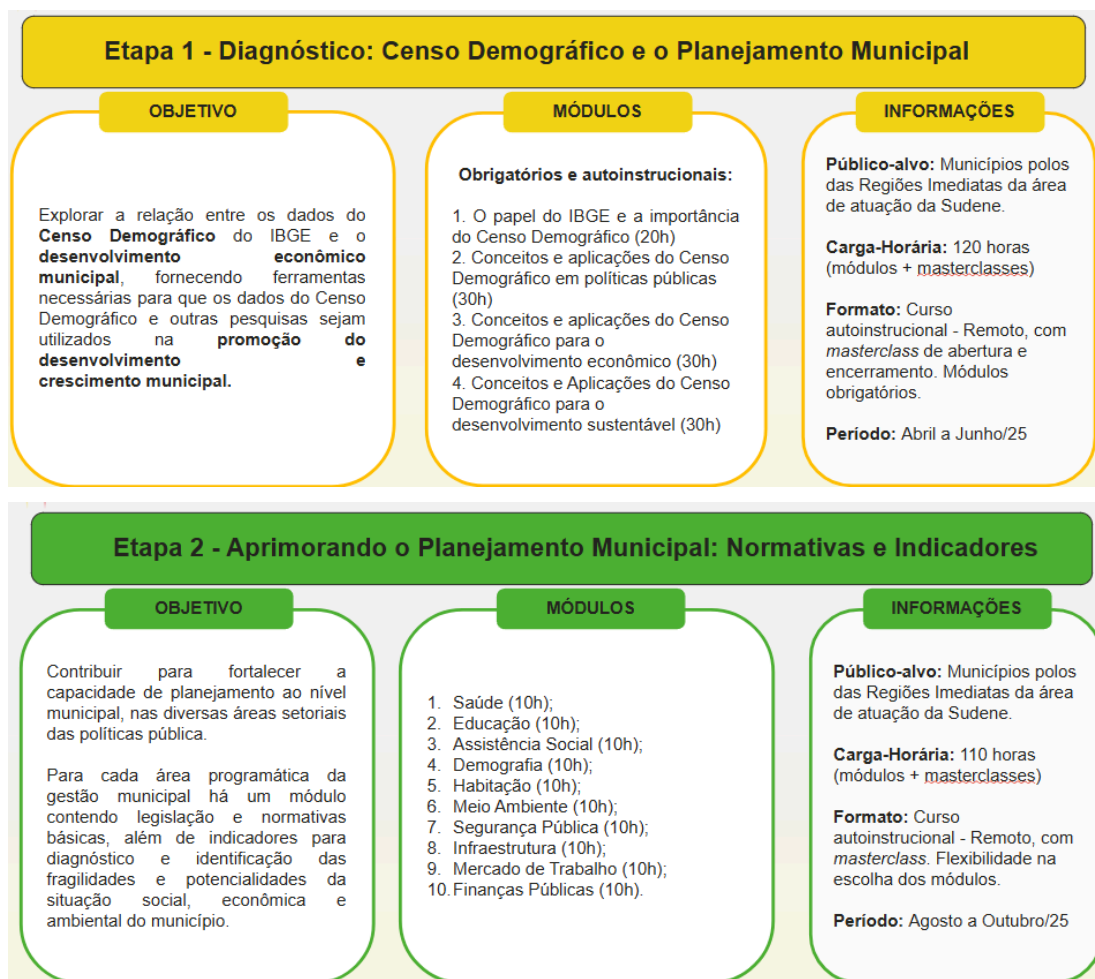 Etapa 1 - Diagnóstico: Censo Demográfico e o Planejamento Municipal
OBJETIVO
Explorar a relação entre os dados do
Censo Demográfico do IBGE e o
desenvolvimento econômico
municipal, fornecendo ferramentas
necessárias para que os dados do Censo
Demográfico e outras pesquisas sejam
utilizados na promoção do
desenvolvimento e
crescimento municipal.
MÓDULOS
Obrigatórios e autoinstrucionais:
1. O papel do IBGE e a importância
do Censo Demográfico (20h)
2. Conceitos e aplicações do Censo
Demográfico em políticas públicas
(30h)
3. Conceitos e aplicações do Censo
Demográfico para o
desenvolvimento econômico (30h)
4. Conceitos e Aplicações do Censo
Demográfico para o
desenvolvimento sustentável (30h)
INFORMAÇÕES
Público-alvo: Municípios polos
das Regiões Imediatas da área
de atuação da Sudene.
Carga-Horária: 120 horas
(módulos + masterclasses)
Formato: Curso
autoinstrucional - Remoto, com
masterclass de abertura e
encerramento. Módulos
obrigatórios.
Período: Abril a Junho/25
Etapa 2 - Aprimorando o Planejamento Municipal: Normativas e Indicadores
OBJETIVO
Contribuir para fortalecer a
capacidade de planejamento ao nível
municipal, nas diversas áreas setoriais
das políticas pública.
Para cada área programática da
gestão municipal há um módulo
contendo legislação e normativas
básicas, além de indicadores para
diagnóstico e identificação das
fragilidades e potencialidades da
situação social, econômica e
ambiental do município.
MÓDULOS
1. Saúde (10h);
2. Educação (10h);
3. Assistência Social (10h);
4. Demografia (10h);
5. Habitação (10h);
6. Meio Ambiente (10h);
7. Segurança Pública (10h);
8. Infraestrutura (10h);
9. Mercado de Trabalho (10h);
10. Finanças Públicas (10h).
INFORMAÇÕES
Público-alvo: Municípios polos
das Regiões Imediatas da área
de atuação da Sudene.
Carga-Horária: 110 horas
(módulos + masterclasses)
Formato: Curso
autoinstrucional - Remoto, com
masterclass. Flexibilidade na
escolha dos módulos.
Período: Agosto a Outubro/25